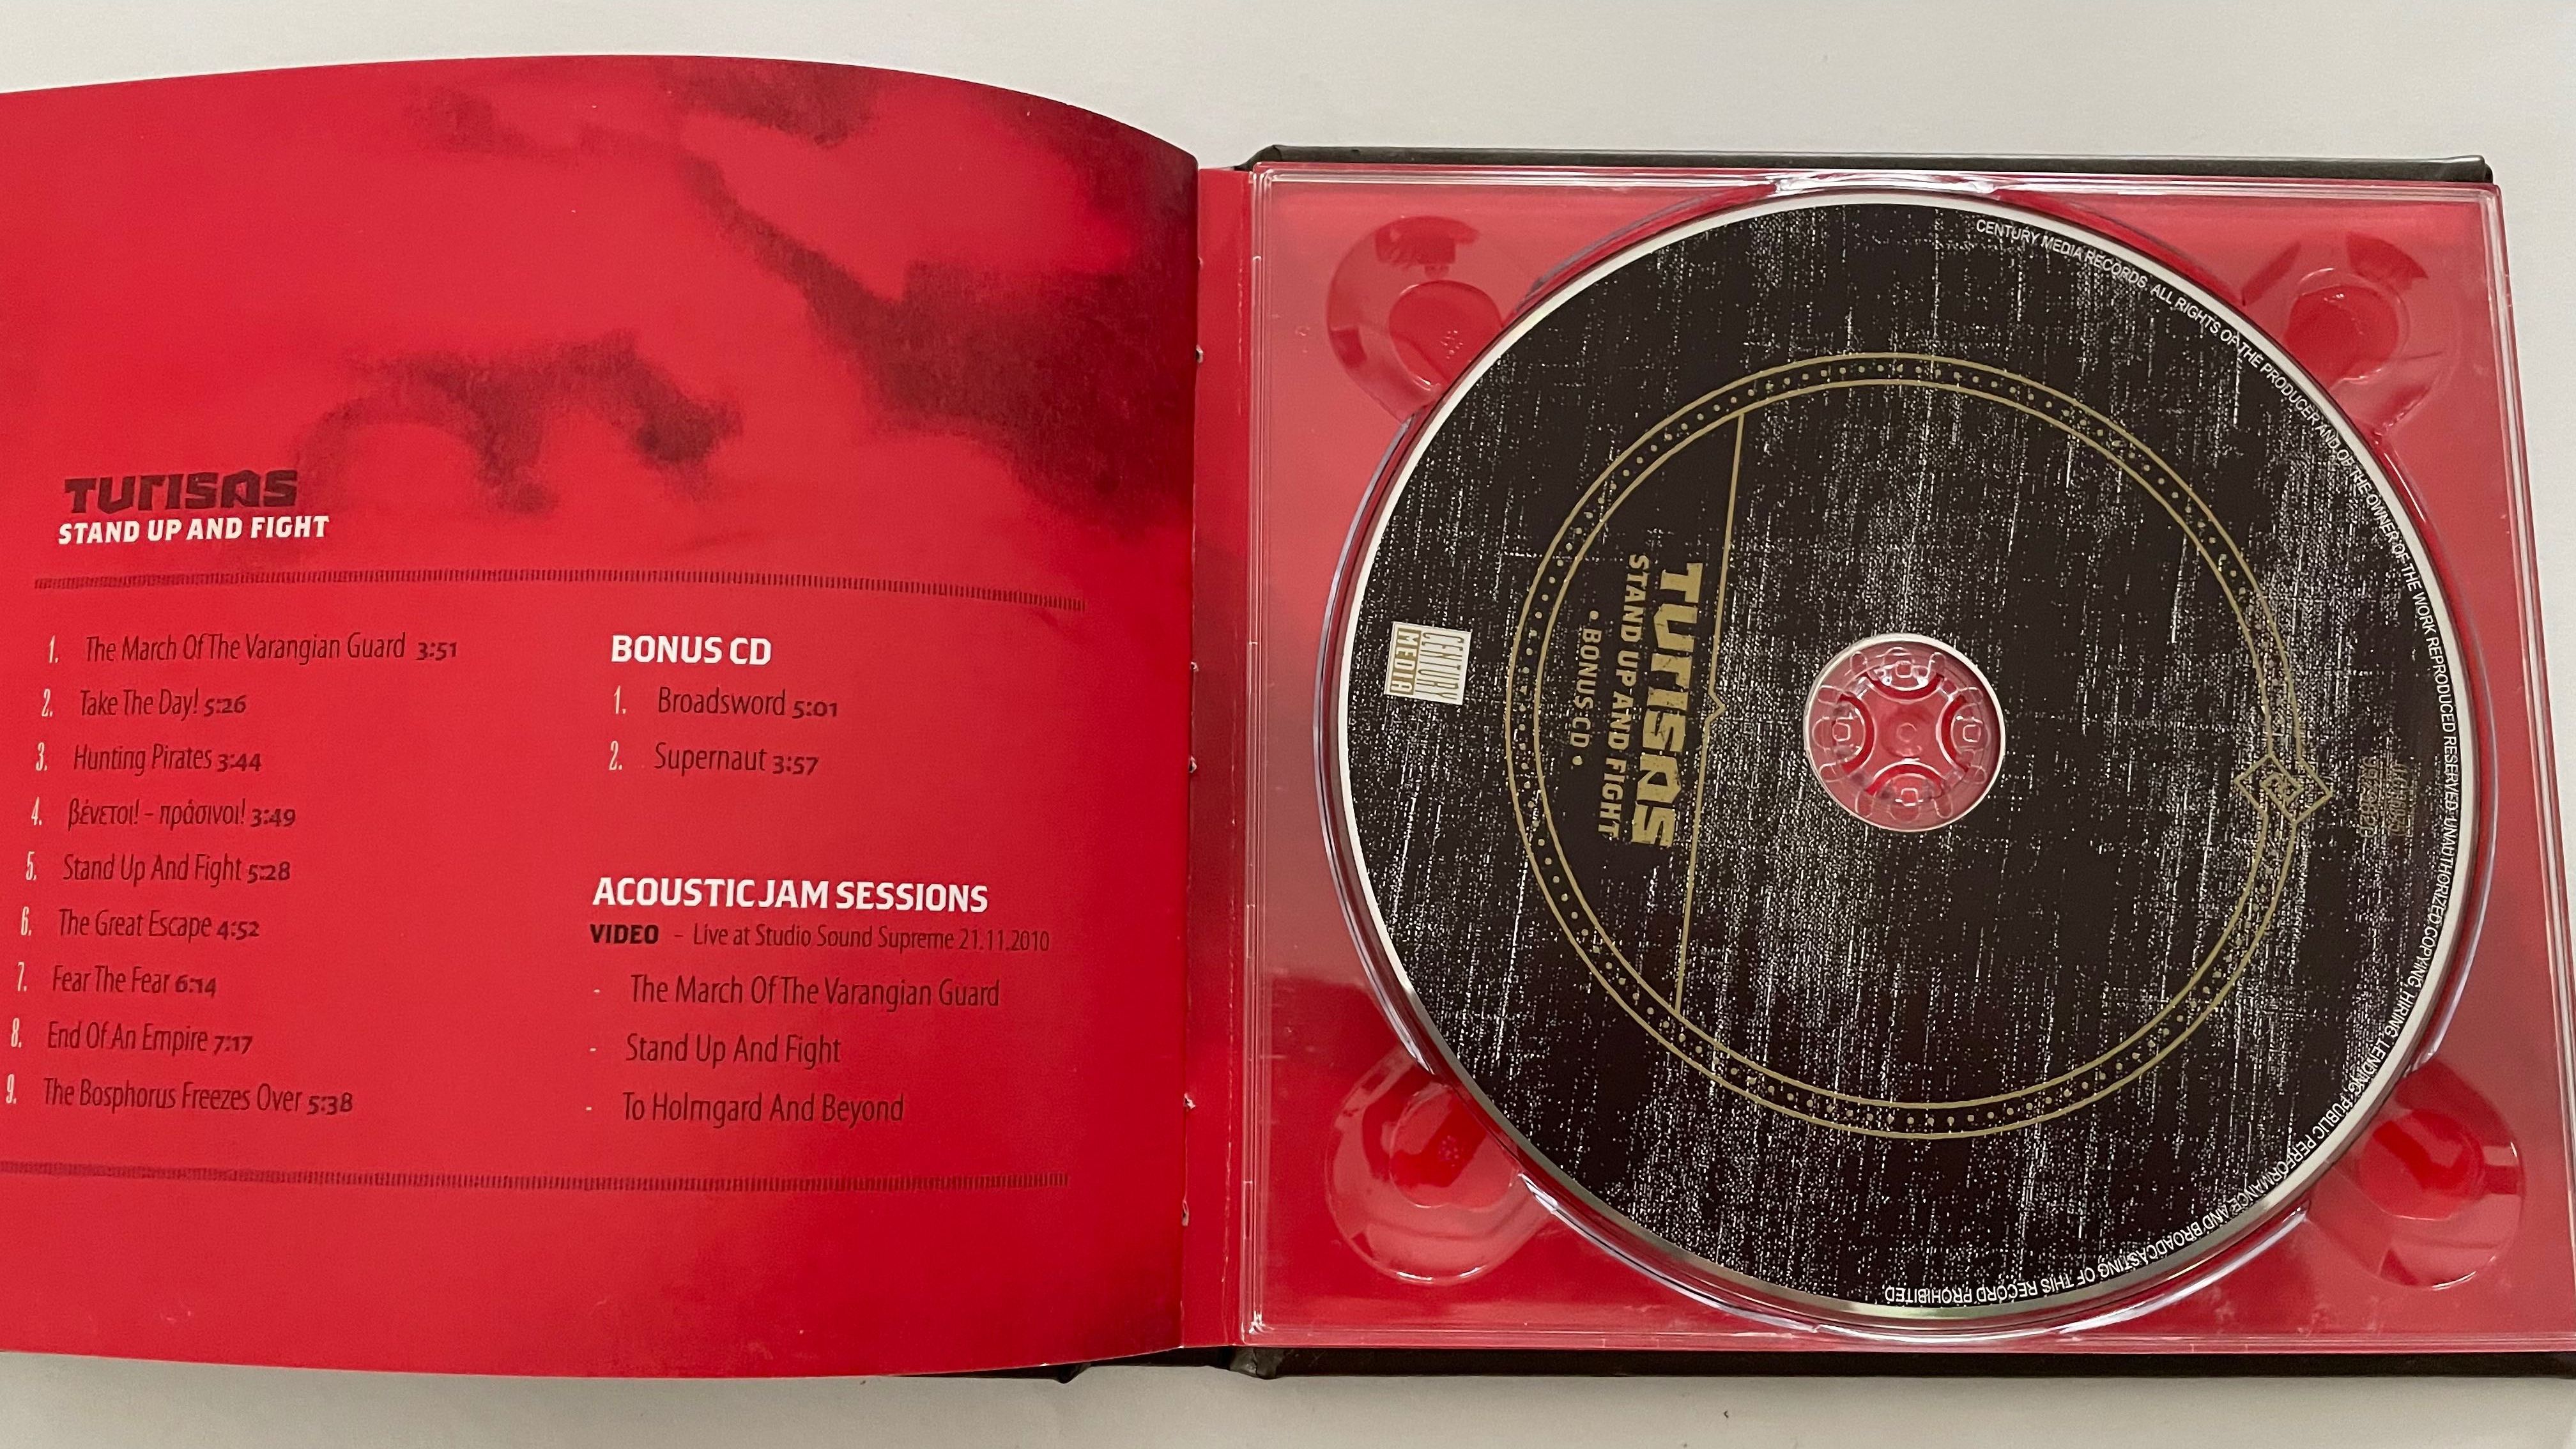 TURISAS
STAND UP AND FIGHT
1. The March Of The Varangian Guard 3:51
2. Take The Day! 5:26
3. Hunting Pirates 3:44
4. βένετοι! – πράσινοι! 3:49
5. Stand Up And Fight 5:28
6. The Great Escape 4:52
7. Fear The Fear 6:14
8. End Of An Empire 7:17
9. The Bosphorus Freezes Over 5:38
BONUS CD
1. Broadsword 5:01
2. Supernaut 3:57
ACOUSTIC JAM SESSIONS
VIDEO – Live at Studio Sound Supreme 21.11.2010
- The March Of The Varangian Guard
- Stand Up And Fight
- To Holmgard And Beyond
TURISAS
STAND UP AND FIGHT
• BONUS CD •
CENTURY
MEDIA
CENTURY MEDIA RECORDS. ALL RIGHTS OF THE PRODUCER AND OF THE OWNER OF THE WORK REPRODUCED RESERVED. UNAUTHORIZED COPYING, HIRING, LENDING, PUBLIC PERFORMANCE AND BROADCASTING OF THIS RECORD PROHIBITED